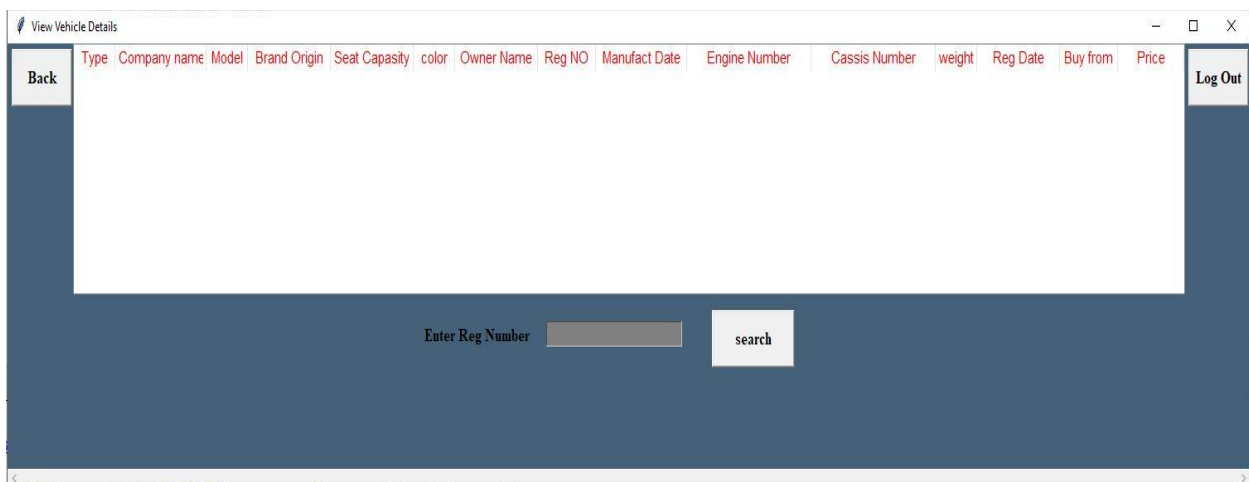 View Vehicle Details
Back
Type Company name Model Brand Origin Seat Capasity color Owner Name Reg NO Manufact Date Engine Number Cassis Number weight Reg Date Buy from Price
Log Out
Enter Reg Number
search